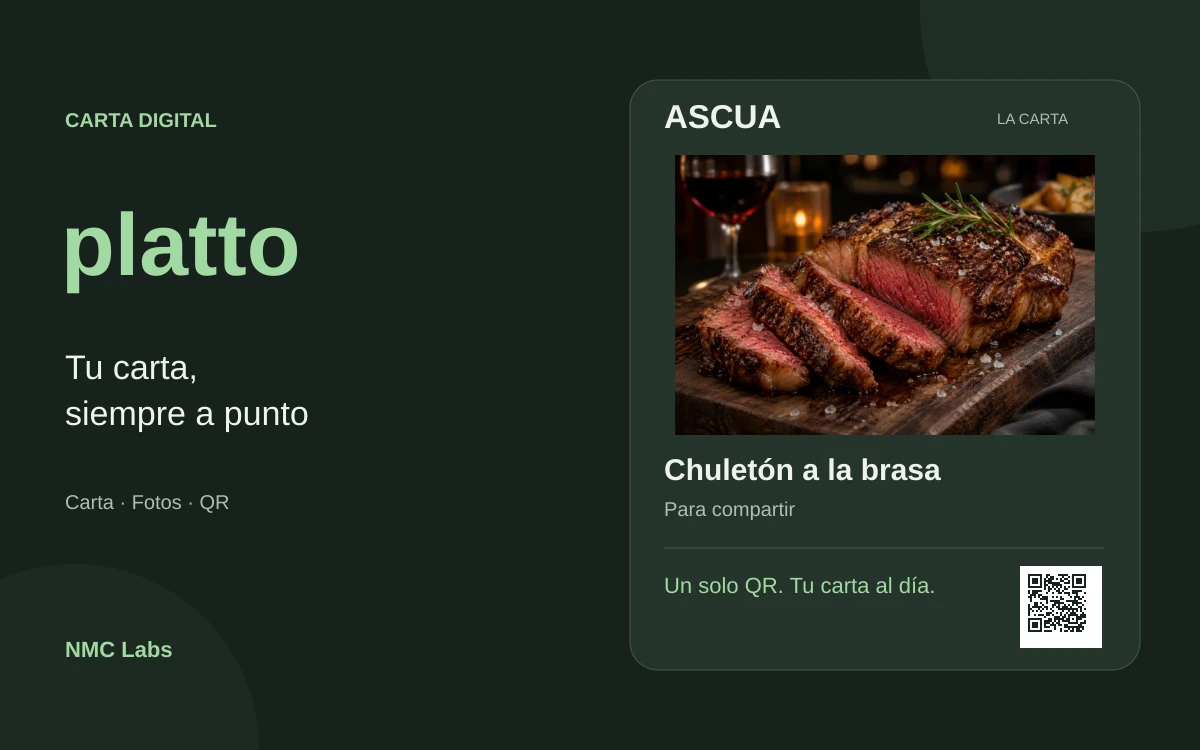 CARTA DIGITAL
platto
Tu carta,
siempre a punto
Carta · Fotos · QR
NMC Labs
ASCUA
LA CARTA
Chuletón a la brasa
Para compartir
Un solo QR. Tu carta al día.